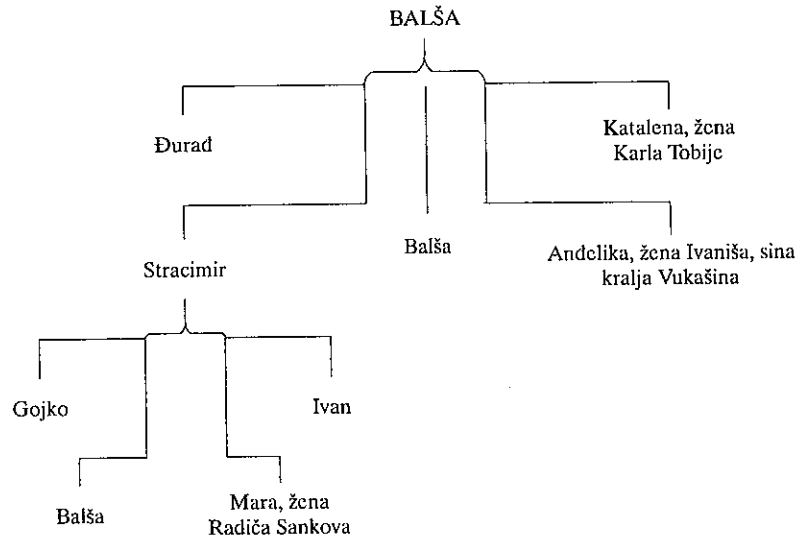 BALŠA
Đurađ
Katalena, žena
Karla Tobije
Stracimir
Balša
Anđelika, žena Ivaniša, sina
kralja Vukašina
Gojko
Ivan
Balša
Mara, žena
Radiča Sankova